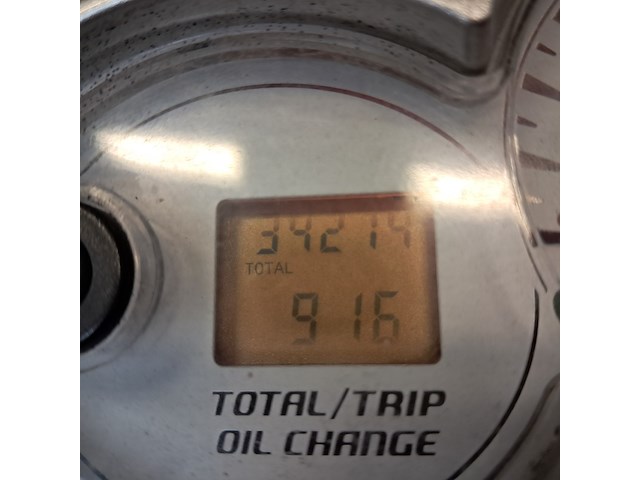 34214
TOTAL
916
TOTAL/TRIP
OIL CHANGE